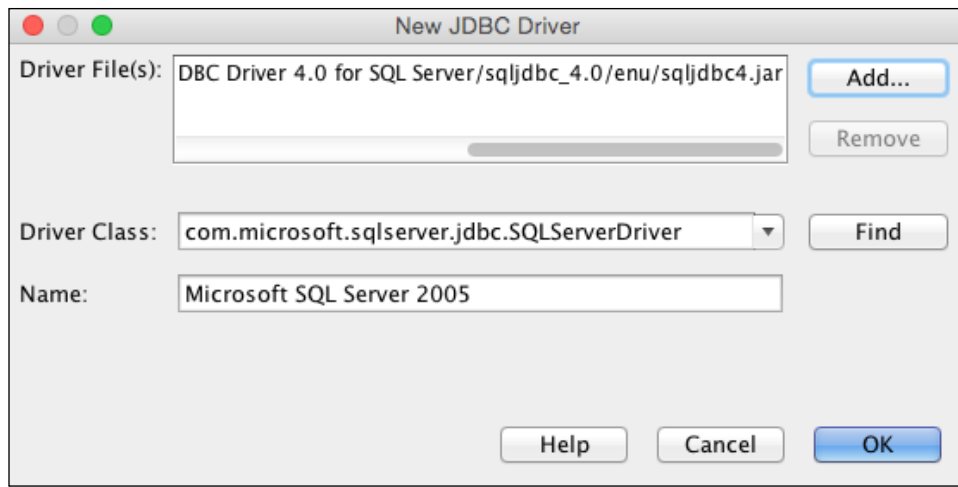 New JDBC Driver
Driver File(s): DBC Driver 4.0 for SQL Server/sqljdbc_4.0/enu/sqljdbc4.jar Add...
Remove
Driver Class: com.microsoft.sqlserver.jdbc.SQLServerDriver Find
Name: Microsoft SQL Server 2005
Help Cancel OK